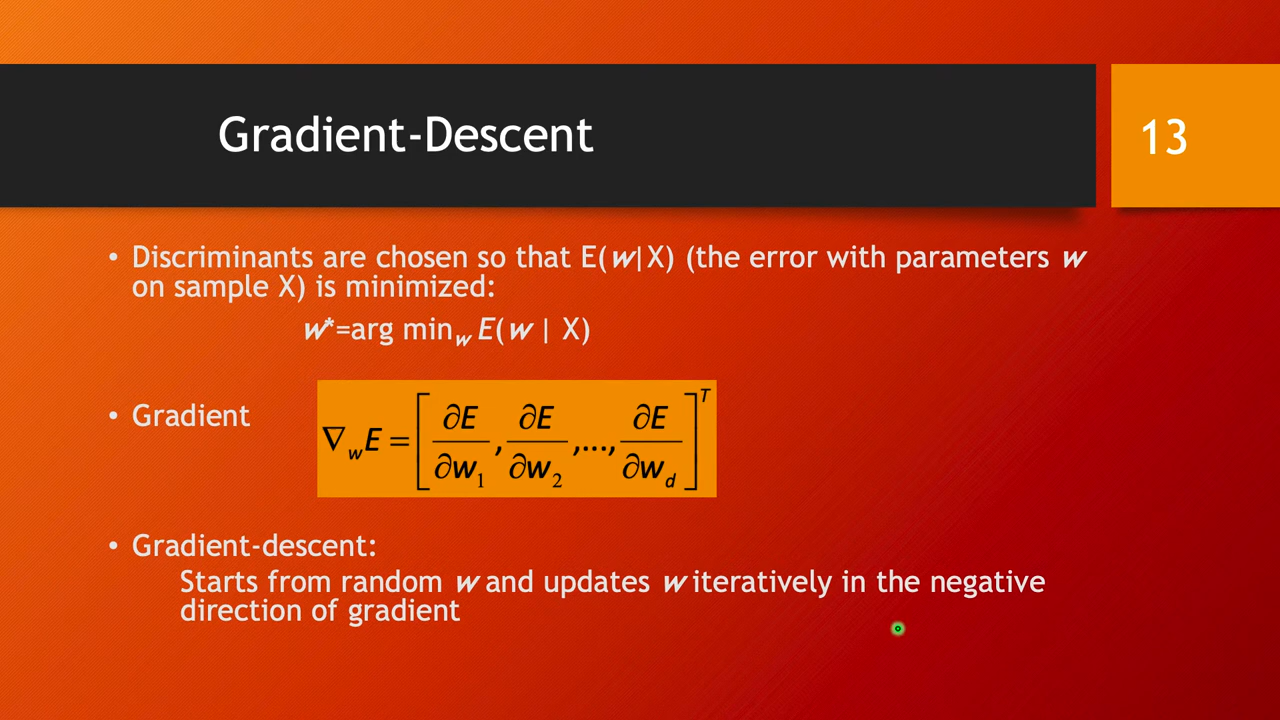 Gradient-Descent
13
• Discriminants are chosen so that E(w|X) (the error with parameters w
on sample X) is minimized:
w*=arg min_w E(w | X)
• Gradient
∇_w E = [∂E/∂w_1, ∂E/∂w_2,..., ∂E/∂w_d]^T
• Gradient-descent:
Starts from random w and updates w iteratively in the negative
direction of gradient